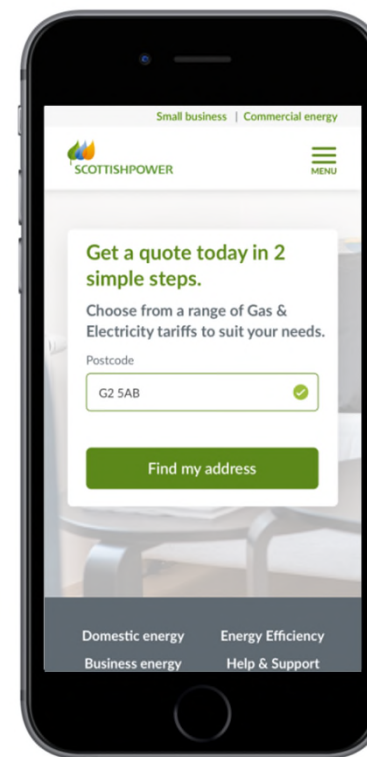 Small business | Commercial energy
SCOTTISHPOWER
MENU
Get a quote today in 2
simple steps.
Choose from a range of Gas &
Electricity tariffs to suit your needs.
Postcode
G2 5AB
Find my address
Domestic energy Energy Efficiency
Business energy Help & Support